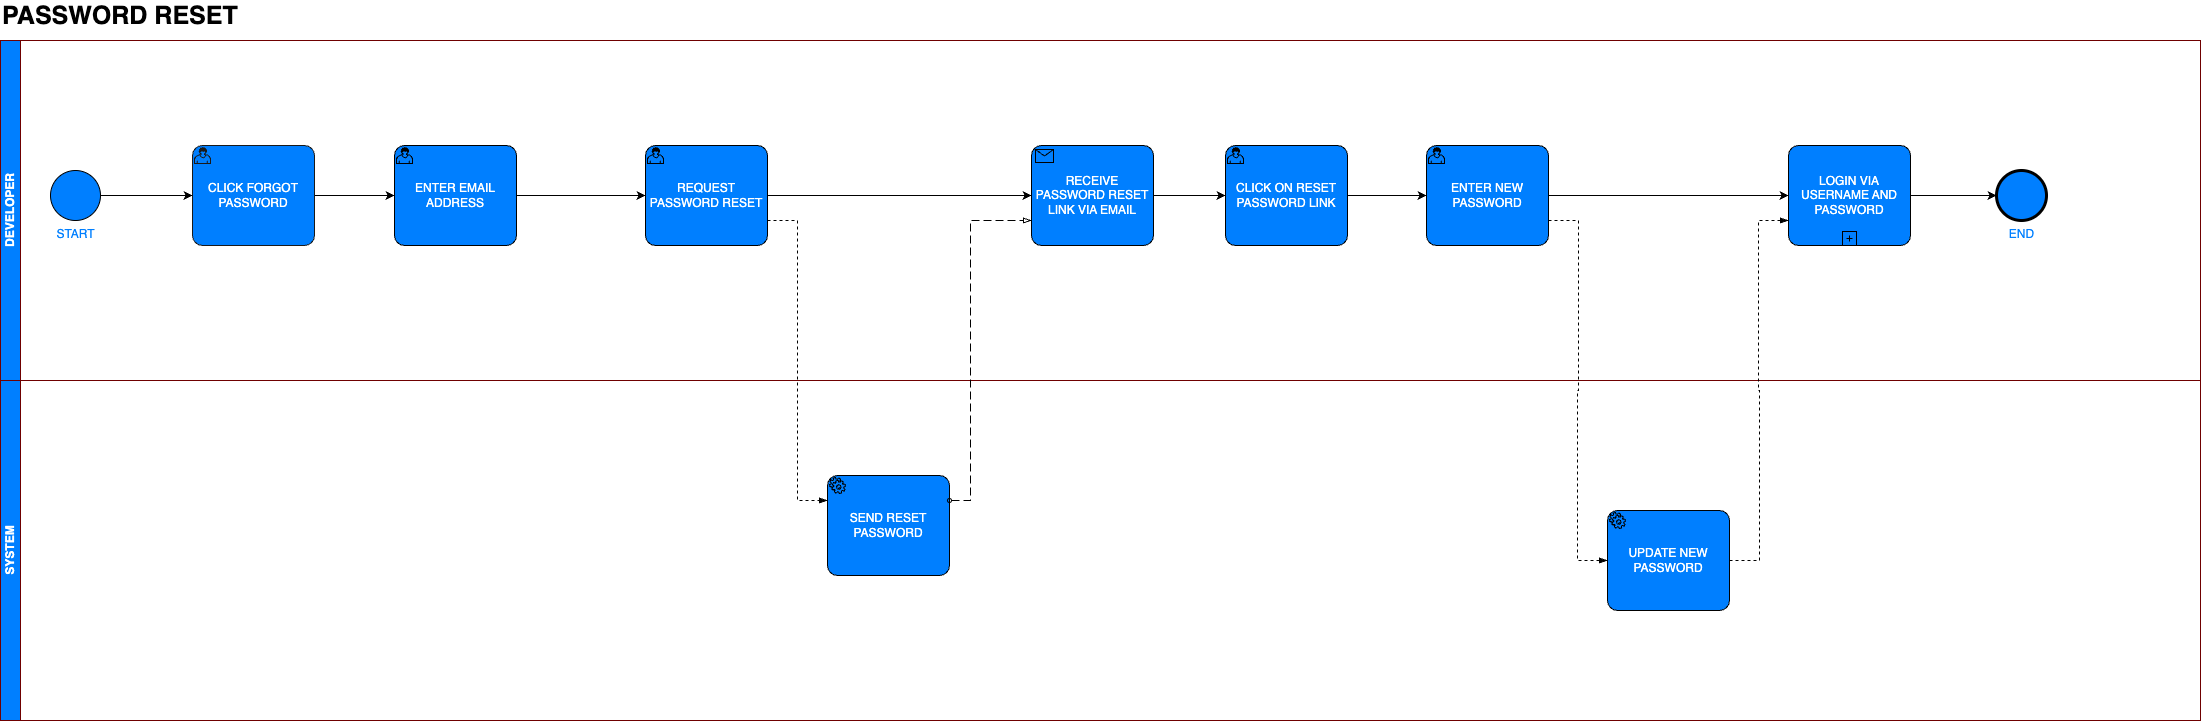 PASSWORD RESET
DEVELOPER
START
CLICK FORGOT
PASSWORD
ENTER EMAIL
ADDRESS
REQUEST
PASSWORD RESET
RECEIVE
PASSWORD RESET
LINK VIA EMAIL
CLICK ON RESET
PASSWORD LINK
ENTER NEW
PASSWORD
LOGIN VIA
USERNAME AND
PASSWORD
END
SYSTEM
SEND RESET
PASSWORD
UPDATE NEW
PASSWORD